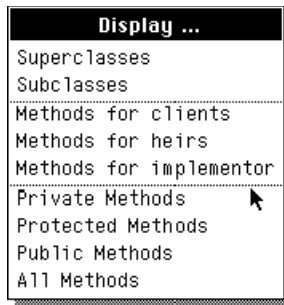 Display ...
Superclasses
Subclasses
Methods for clients
Methods for heirs
Methods for implementor
Private Methods
Protected Methods
Public Methods
All Methods